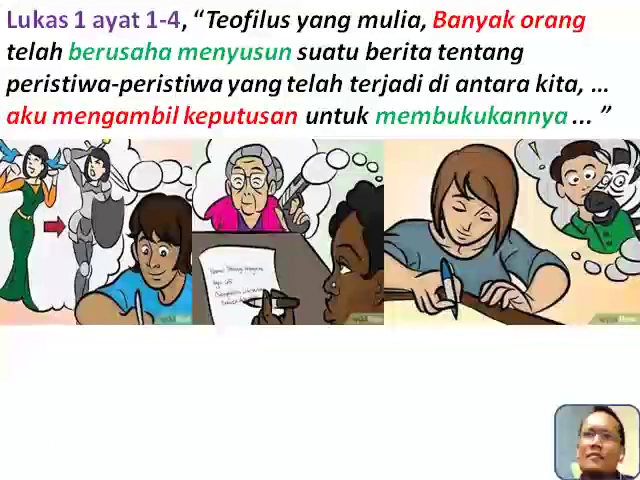 Lukas 1 ayat 1-4, “Teofilus yang mulia, Banyak orang
telah berusaha menyusun suatu berita tentang
peristiwa-peristiwa yang telah terjadi di antara kita, ...
aku mengambil keputusan untuk membukukannya ... ”